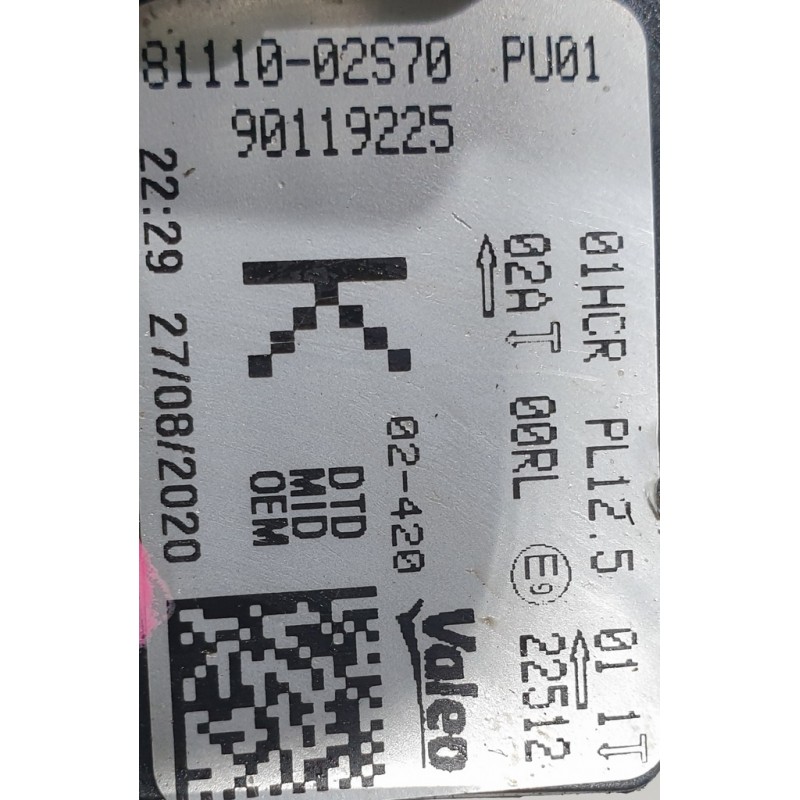 81110-02S70 PU01
90119225
01HCR PL12.5 01 1T
02A 00RL E9 22512
02-420
K
DTD
MID
OEM
Valeo
22:29 27/08/2020